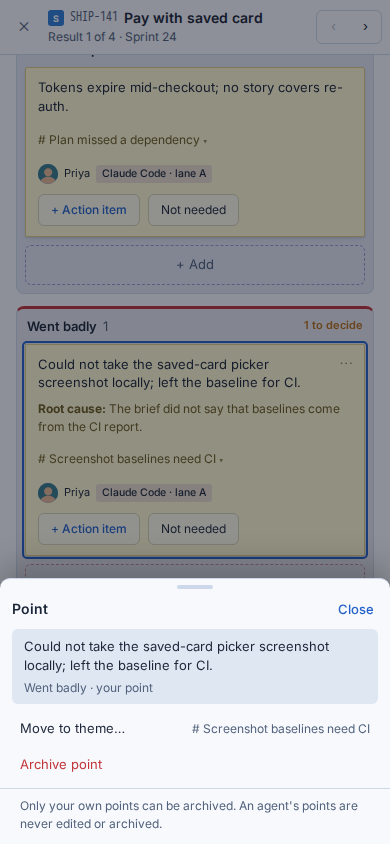 S SHIP-141 Pay with saved card
Result 1 of 4 · Sprint 24
Tokens expire mid-checkout; no story covers re-
auth.
# Plan missed a dependency
Priya Claude Code · lane A
+ Action item Not needed
+ Add
Went badly 1 1 to decide
Could not take the saved-card picker ...
screenshot locally; left the baseline for CI.
Root cause: The brief did not say that baselines come
from the CI report.
# Screenshot baselines need CI
Priya Claude Code · lane A
+ Action item Not needed
Point Close
Could not take the saved-card picker screenshot
locally; left the baseline for CI.
Went badly · your point
Move to theme... # Screenshot baselines need CI
Archive point
Only your own points can be archived. An agent's points are
never edited or archived.